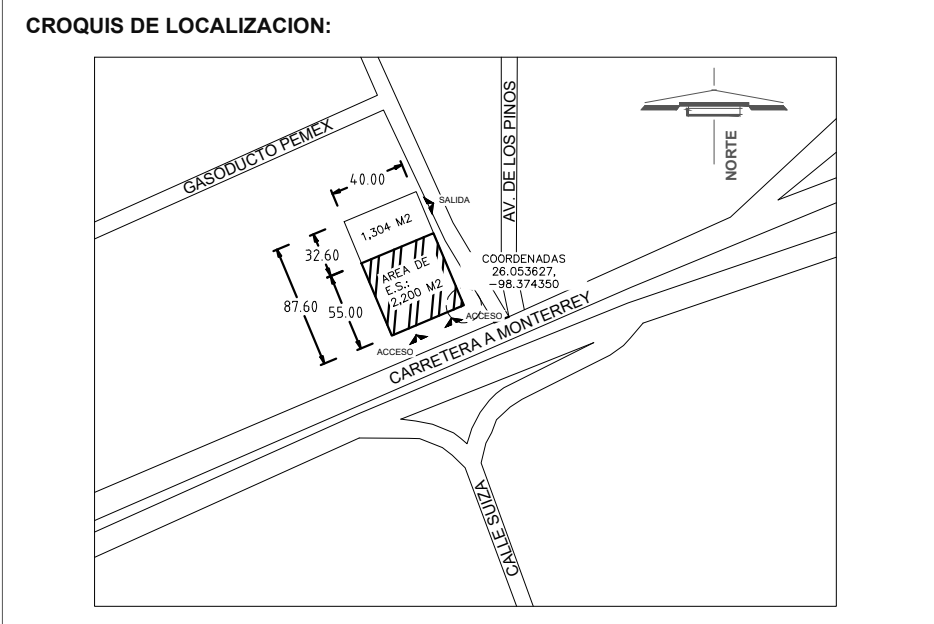 CROQUIS DE LOCALIZACION:
GASODUCTO PEMEX
AV. DE LOS PINOS
NORTE
40.00
SALIDA
1,304 M2
32.60
COORDENADAS
26.053627,
-98.374350
AREA DE
E.S.:
2,200 M2
87.60
55.00
ACCESO
ACCESO
CARRETERA A MONTERREY
CALLE SUIZA